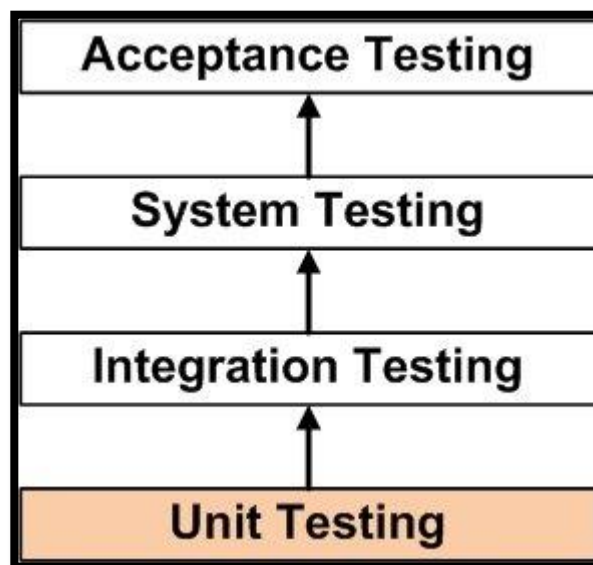 Acceptance Testing
System Testing
Integration Testing
Unit Testing